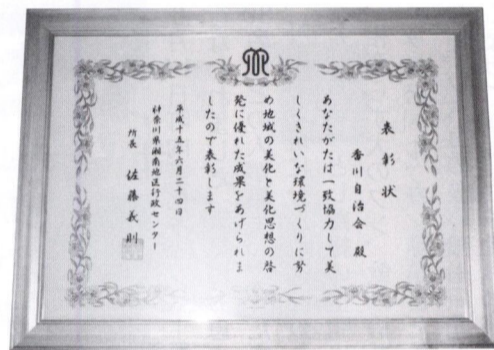 表彰状
香川自治会 殿
あなたがたは一致協力して美
しくきれいな環境づくりに努
め地域の美化と美化思想の啓
発に優れた成果をあげられま
したので表彰します
平成十五年六月二十四日
神奈川県湘南地区行政センター
所長 佐藤義則